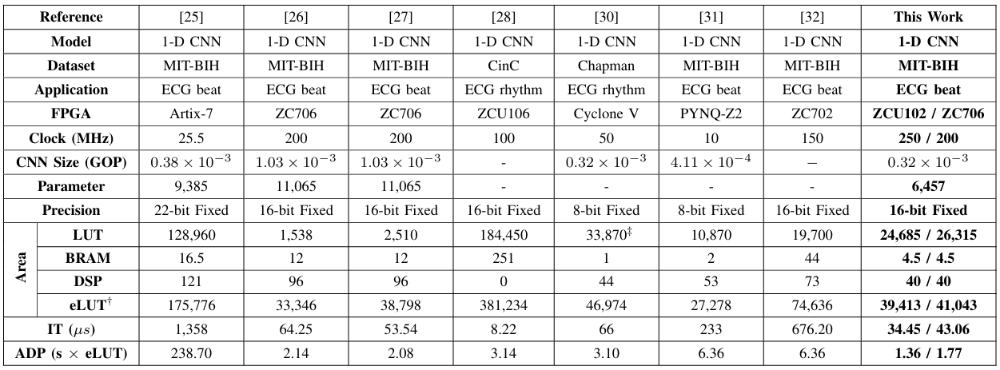 Reference [25] [26] [27] [28] [30] [31] [32] This Work
Model 1-D CNN 1-D CNN 1-D CNN 1-D CNN 1-D CNN 1-D CNN 1-D CNN 1-D CNN
Dataset MIT-BIH MIT-BIH MIT-BIH CinC Chapman MIT-BIH MIT-BIH MIT-BIH
Application ECG beat ECG beat ECG beat ECG rhythm ECG rhythm ECG beat ECG beat ECG beat
FPGA Artix-7 ZC706 ZC706 ZCU106 Cyclone V PYNQ-Z2 ZC702 ZCU102 / ZC706
Clock (MHz) 25.5 200 200 100 50 10 150 250 / 200
CNN Size (GOP) 0.38 × 10⁻³ 1.03 × 10⁻³ 1.03 × 10⁻³ - 0.32 × 10⁻³ 4.11 × 10⁻⁴ − 0.32 × 10⁻³
Parameter 9,385 11,065 11,065 - - - - 6,457
Precision 22-bit Fixed 16-bit Fixed 16-bit Fixed 16-bit Fixed 8-bit Fixed 8-bit Fixed 16-bit Fixed 16-bit Fixed
Area
LUT 128,960 1,538 2,510 184,450 33,870‡ 10,870 19,700 24,685 / 26,315
BRAM 16.5 12 12 251 1 2 44 4.5 / 4.5
DSP 121 96 96 0 44 53 73 40 / 40
eLUT† 175,776 33,346 38,798 381,234 46,974 27,278 74,636 39,413 / 41,043
IT (μs) 1,358 64.25 53.54 8.22 66 233 676.20 34.45 / 43.06
ADP (s × eLUT) 238.70 2.14 2.08 3.14 3.10 6.36 6.36 1.36 / 1.77